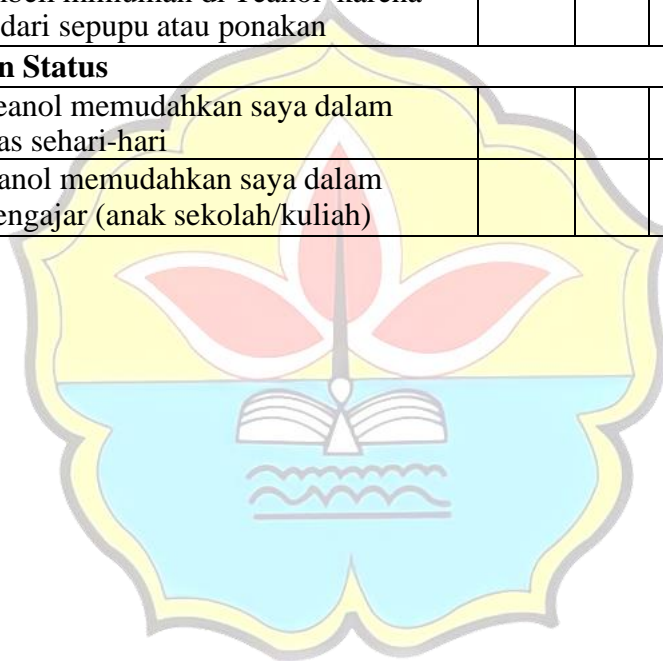 dari sepupu atau ponakan
n Status
eanol memudahkan saya dalam
as sehari-hari
anol memudahkan saya dalam
engajar (anak sekolah/kuliah)